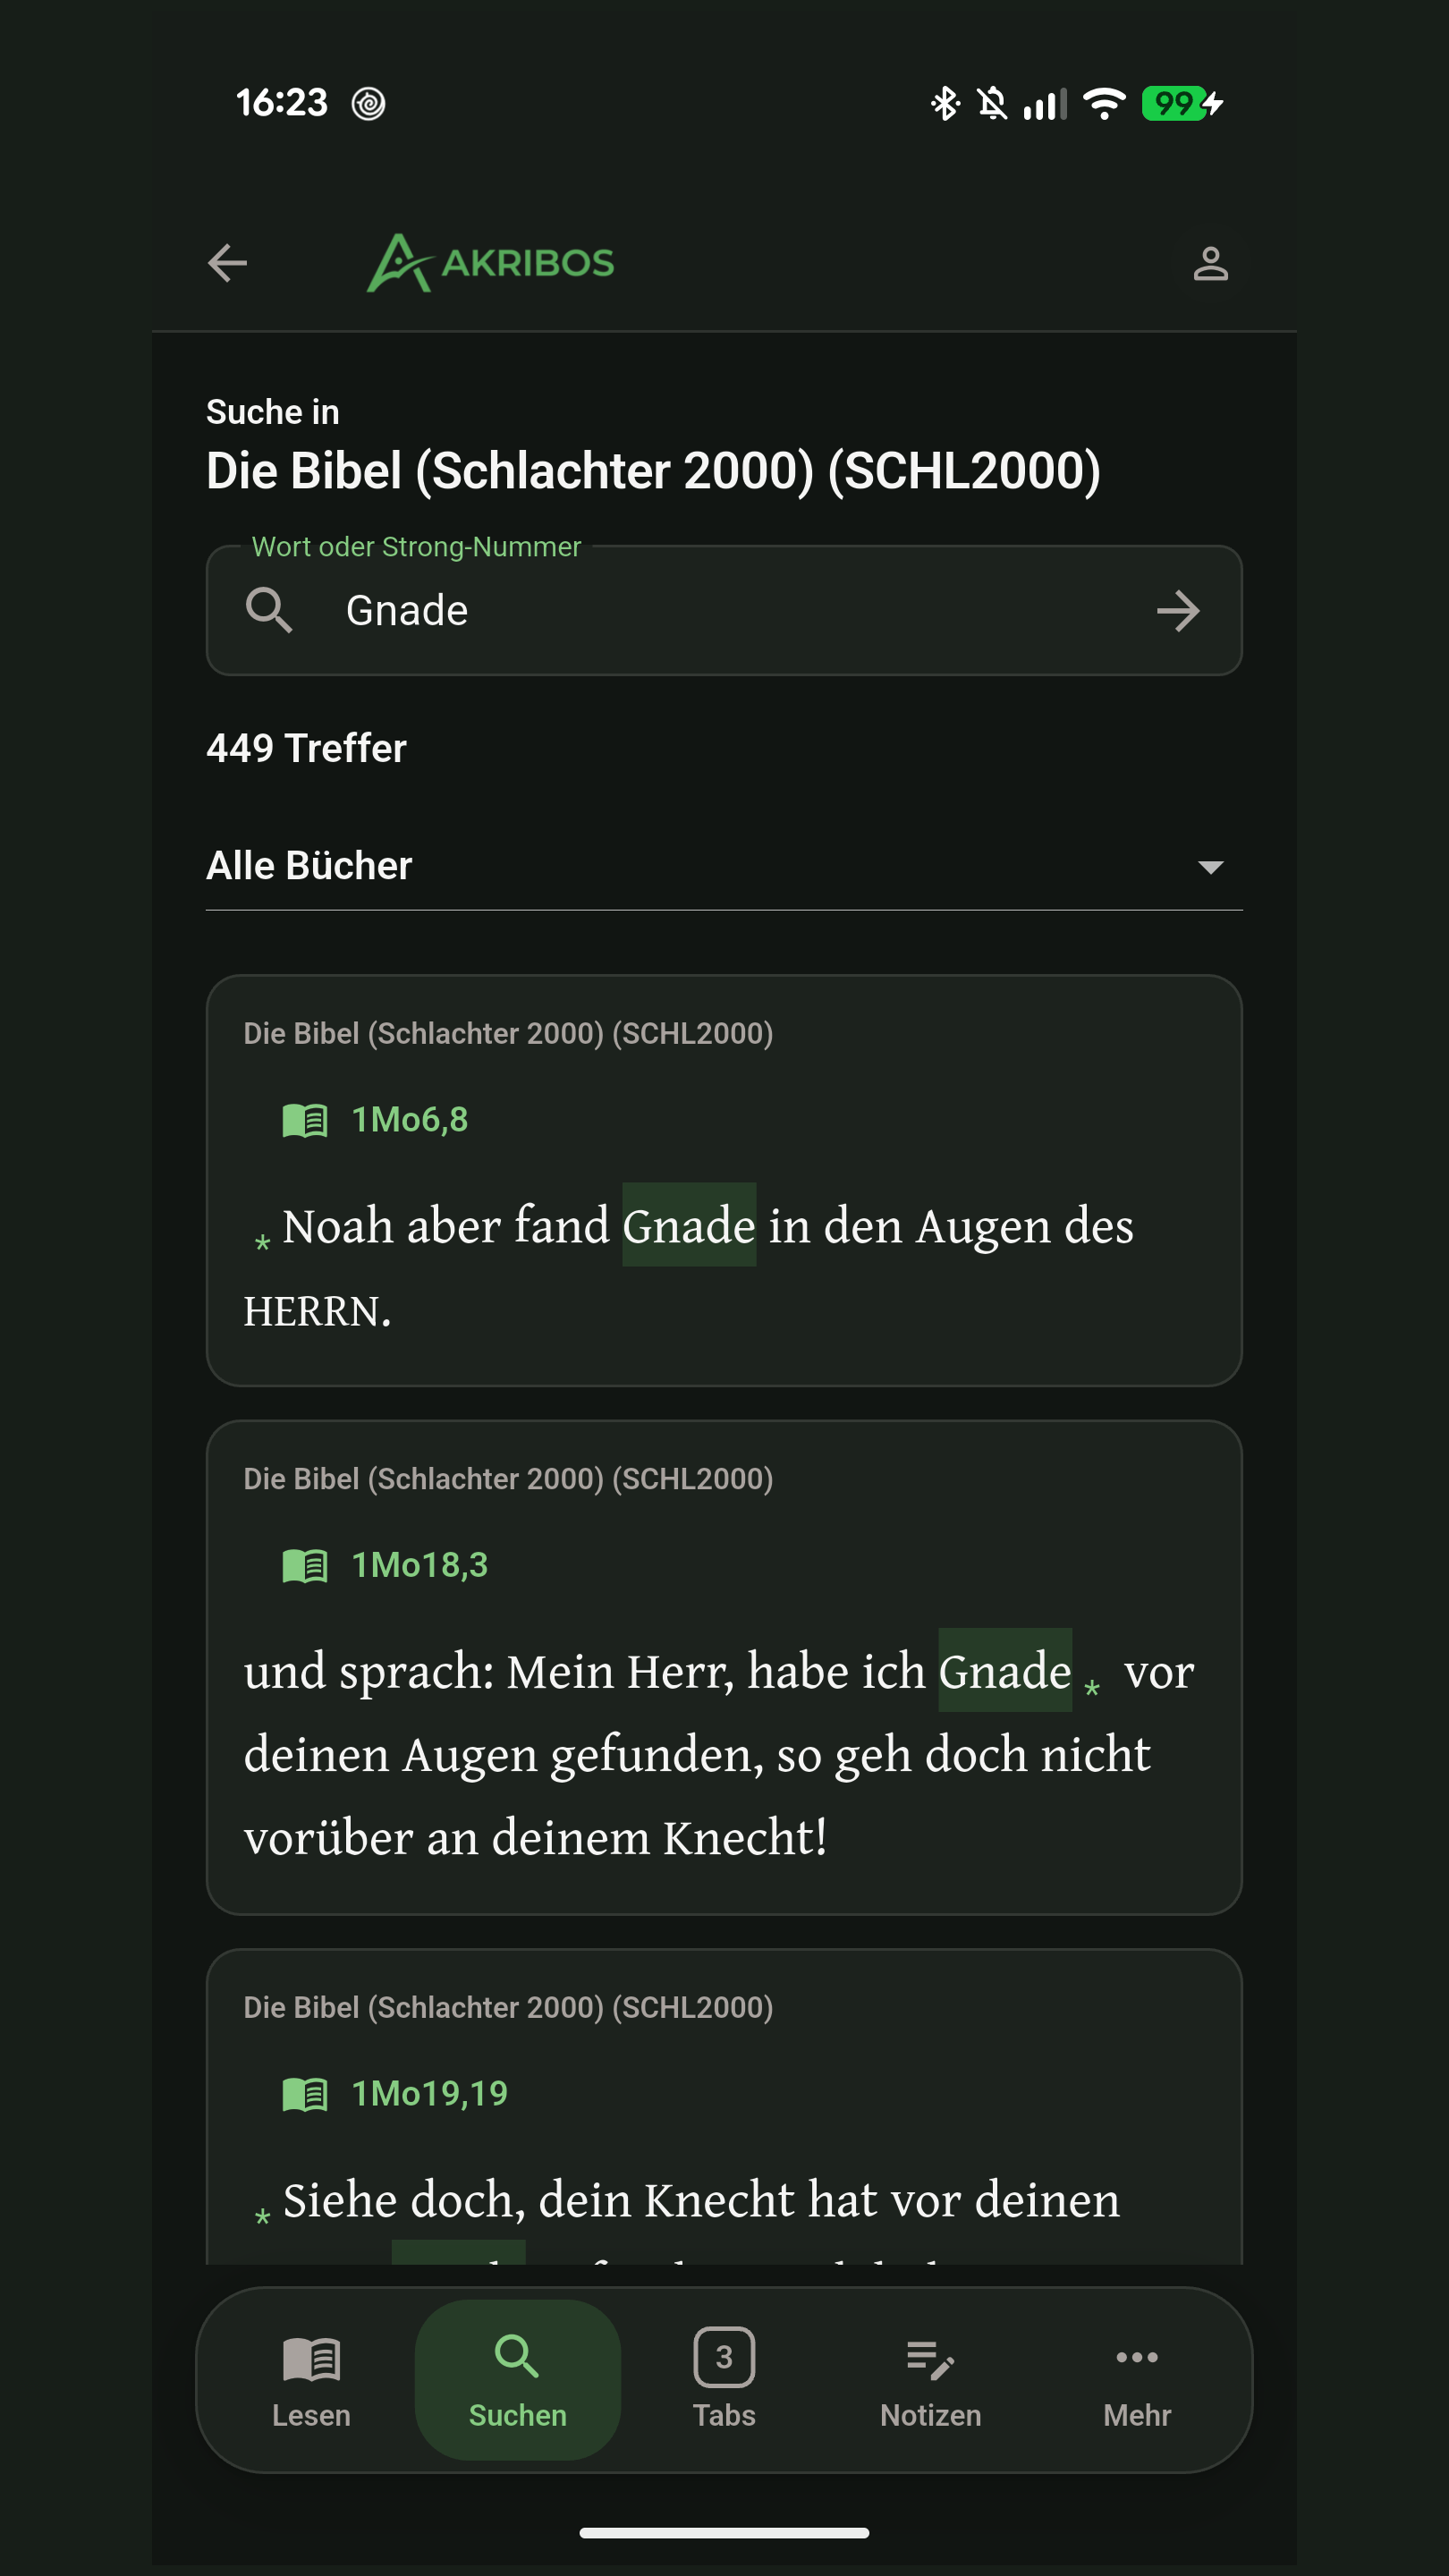 16:23
99
AKRIBOS
Suche in
Die Bibel (Schlachter 2000) (SCHL2000)
Wort oder Strong-Nummer
Gnade
449 Treffer
Alle Bücher
Die Bibel (Schlachter 2000) (SCHL2000)
1Mo6,8
* Noah aber fand Gnade in den Augen des
HERRN.
Die Bibel (Schlachter 2000) (SCHL2000)
1Mo18,3
und sprach: Mein Herr, habe ich Gnade * vor
deinen Augen gefunden, so geh doch nicht
vorüber an deinem Knecht!
Die Bibel (Schlachter 2000) (SCHL2000)
1Mo19,19
* Siehe doch, dein Knecht hat vor deinen
3
Lesen Suchen Tabs Notizen Mehr